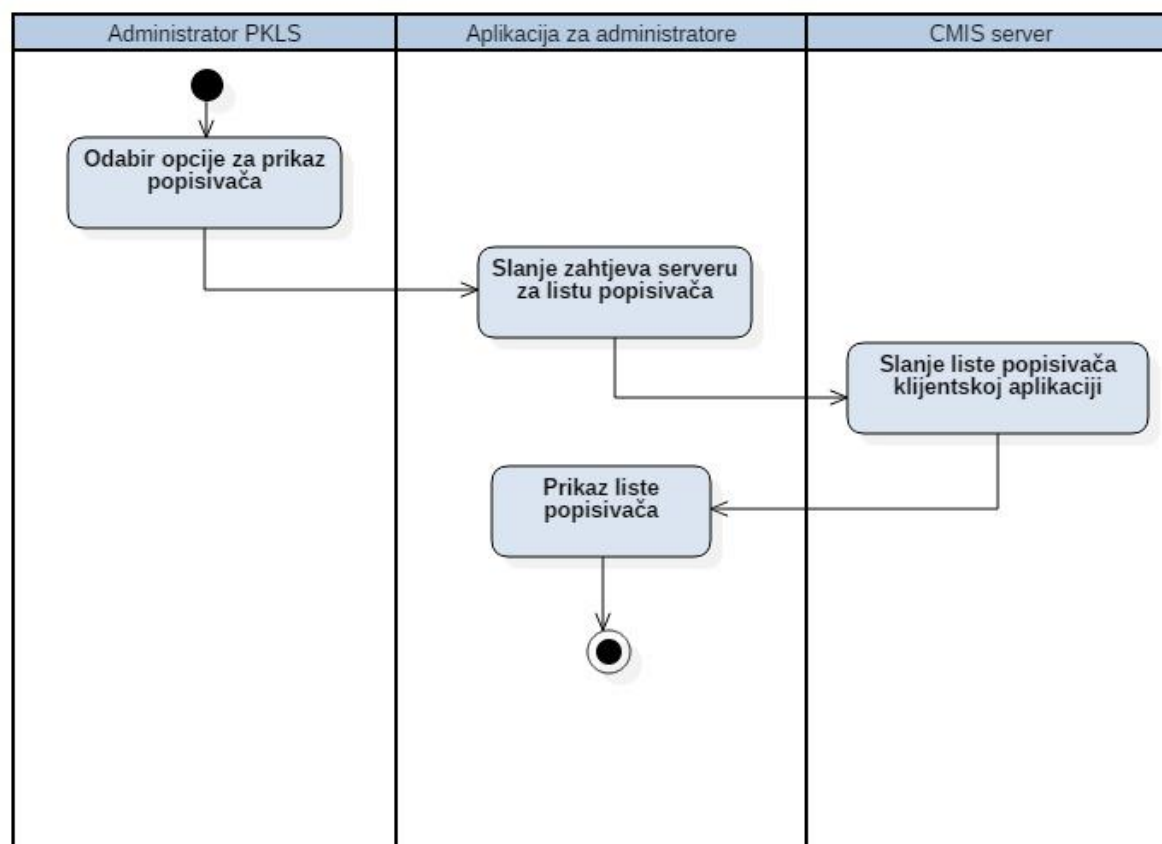 Administrator PKLS
Aplikacija za administratore
CMIS server
Odabir opcije za prikaz
popisivača
Slanje zahtjeva serveru
za listu popisivača
Slanje liste popisivača
klijentskoj aplikaciji
Prikaz liste
popisivača